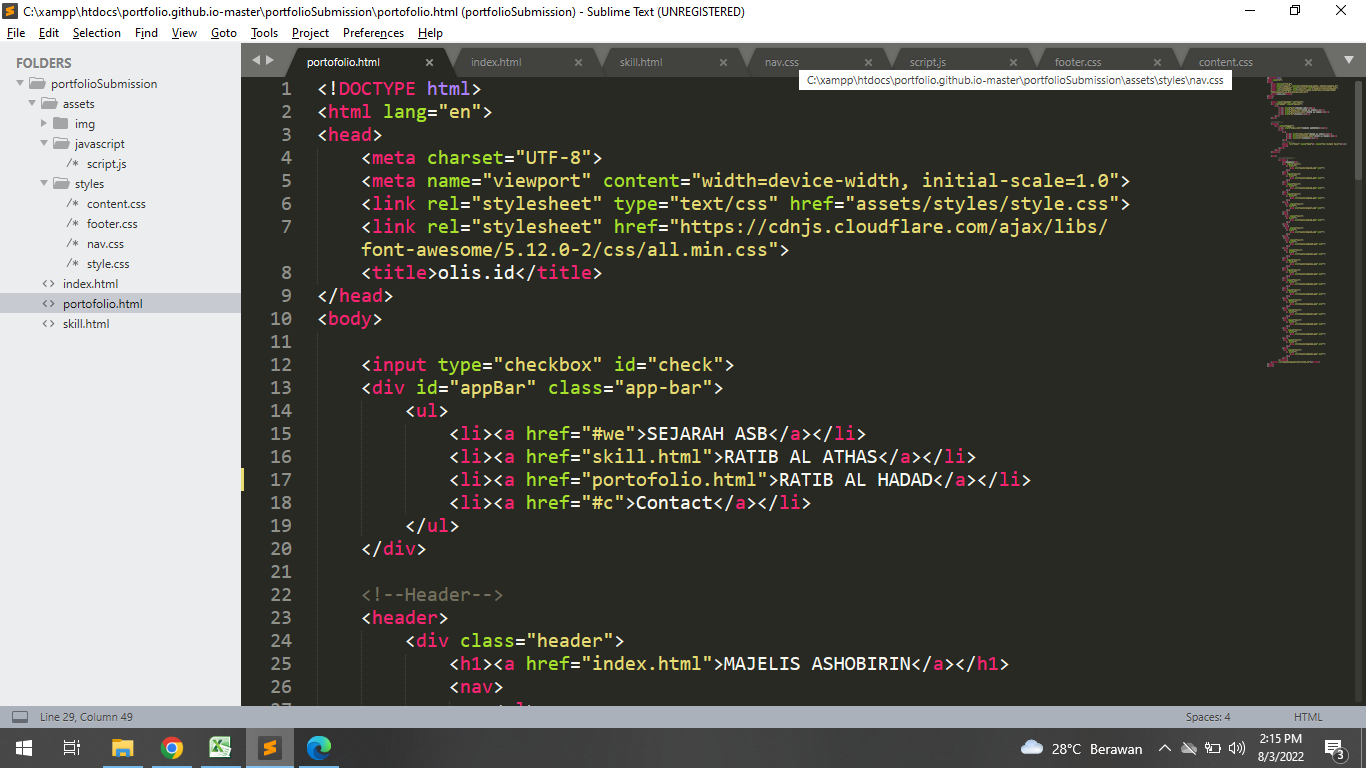 C:\xampp\htdocs\portfolio.github.io-master\portfolioSubmission\portofolio.html (portfolioSubmission) - Sublime Text (UNREGISTERED)
File Edit Selection Find View Goto Tools Project Preferences Help
FOLDERS
portfolioSubmission
assets
img
javascript
/* script.js
styles
/* content.css
/* footer.css
/* nav.css
/* style.css
<> index.html
<> portofolio.html
<> skill.html
portofolio.html index.html skill.html nav.css script.js footer.css content.css
C:\xampp\htdocs\portfolio.github.io-master\portfolioSubmission\assets\styles\nav.css
1 <!DOCTYPE html>
2 <html lang="en">
3 <head>
4 <meta charset="UTF-8">
5 <meta name="viewport" content="width=device-width, initial-scale=1.0">
6 <link rel="stylesheet" type="text/css" href="assets/styles/style.css">
7 <link rel="stylesheet" href="https://cdnjs.cloudflare.com/ajax/libs/
font-awesome/5.12.0-2/css/all.min.css">
8 <title>olis.id</title>
9 </head>
10 <body>
11
12 <input type="checkbox" id="check">
13 <div id="appBar" class="app-bar">
14 <ul>
15 <li><a href="#we">SEJARAH ASB</a></li>
16 <li><a href="skill.html">RATIB AL ATHAS</a></li>
17 <li><a href="portofolio.html">RATIB AL HADAD</a></li>
18 <li><a href="#c">Contact</a></li>
19 </ul>
20 </div>
21
22 <!--Header-->
23 <header>
24 <div class="header">
25 <h1><a href="index.html">MAJELIS ASHOBIRIN</a></h1>
26 <nav>
Line 29, Column 49 Spaces: 4 HTML
28°C Berawan 2:15 PM
8/3/2022 3